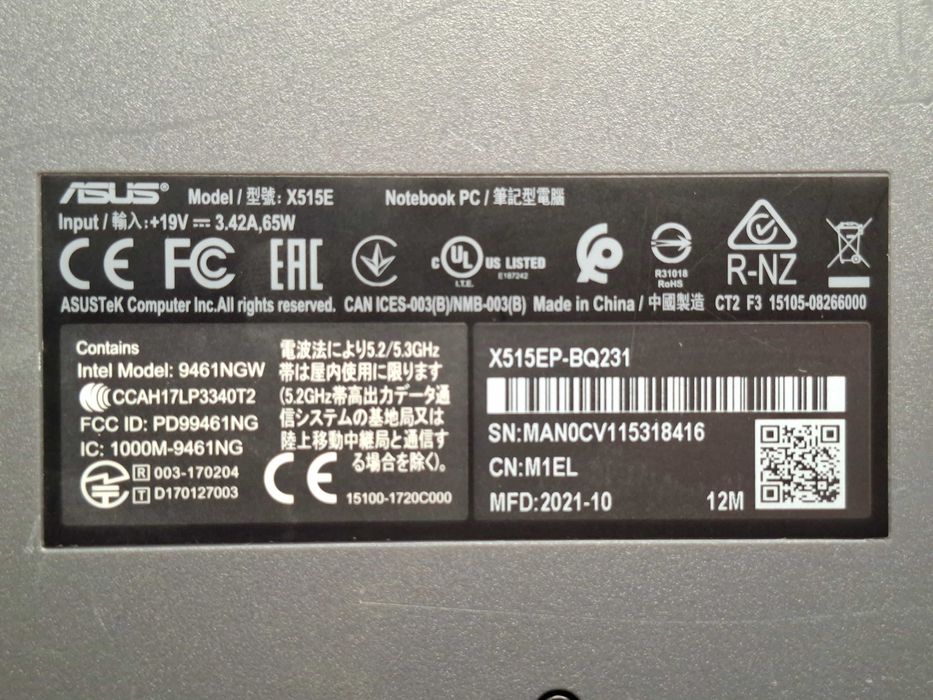 ASUS® Model / 型號: X515E Notebook PC / 筆記型電腦
Input / 輸入: +19V ⎓ 3.42A, 65W
CE FC EAC c UL US LISTED
I.T.E. E187242
R31018
RoHS
R-NZ
ASUSTeK Computer Inc. All rights reserved. CAN ICES-003(B)/NMB-003(B) Made in China / 中國製造 CT2 F3 15105-08266000
Contains
Intel Model: 9461NGW
CCAH17LP3340T2
FCC ID: PD99461NG
IC: 1000M-9461NG
R 003-170204
T D170127003
電波法により5.2/5.3GHz
帯は屋内使用に限ります
(5.2GHz帯高出力データ通
信システムの基地局又は
陸上移動中継局と通信す
る場合を除く)。
CE
15100-1720C000
X515EP-BQ231
SN:MAN0CV115318416
CN:M1EL
MFD:2021-10 12M